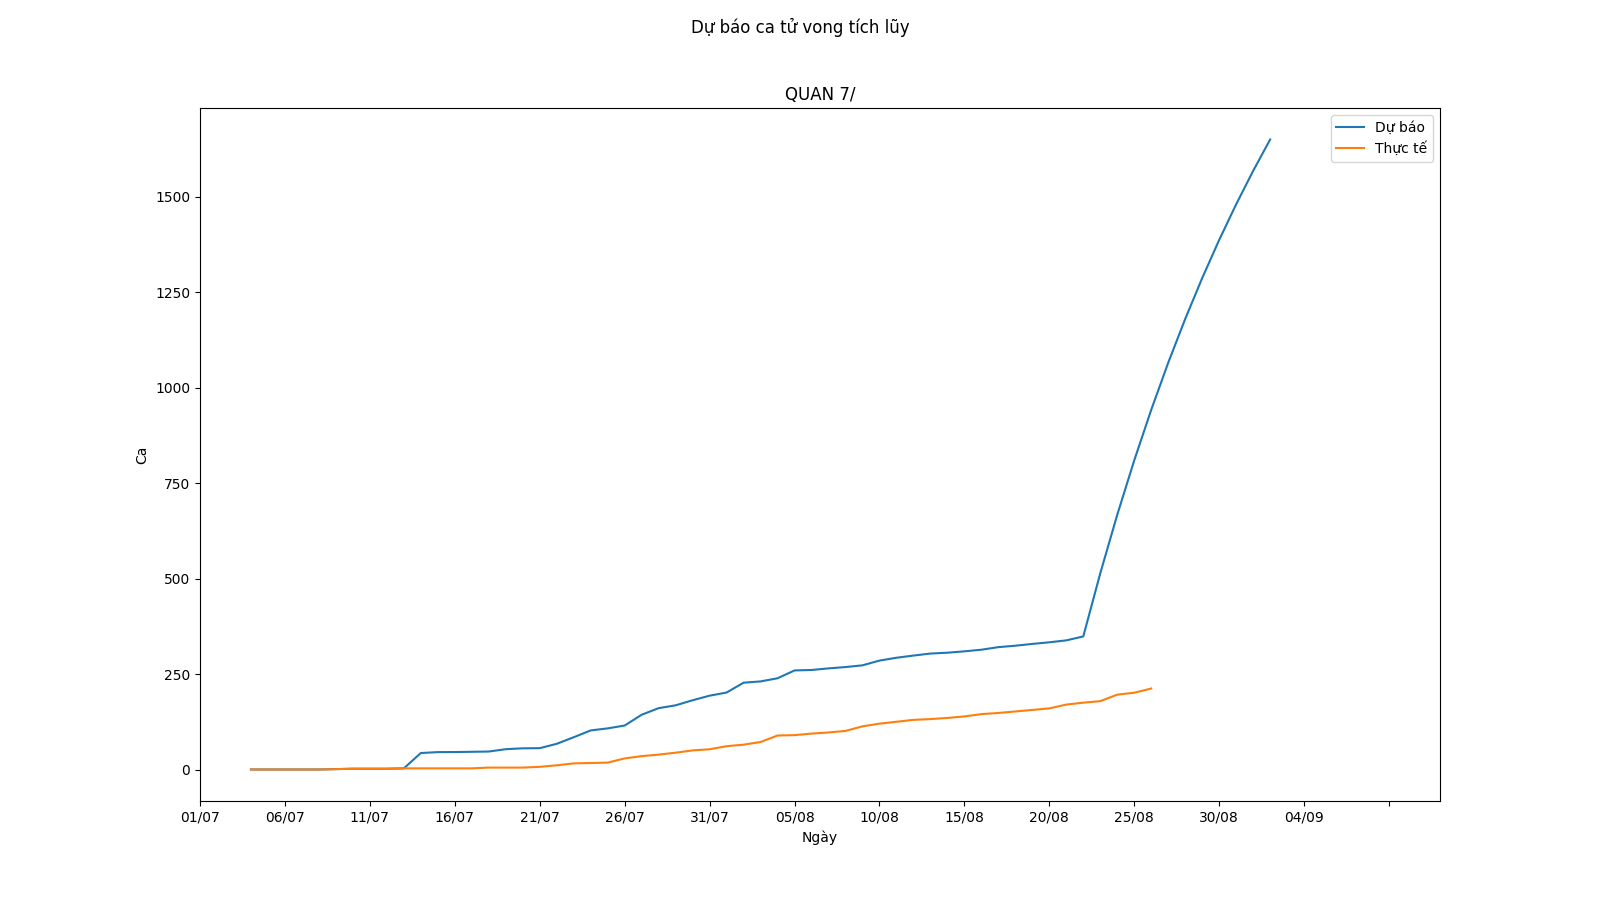 Dự báo ca tử vong tích lũy
QUAN 7/
Dự báo
Thực tế
Ca
1500
1250
1000
750
500
250
0
01/07 06/07 11/07 16/07 21/07 26/07 31/07 05/08 10/08 15/08 20/08 25/08 30/08 04/09
Ngày